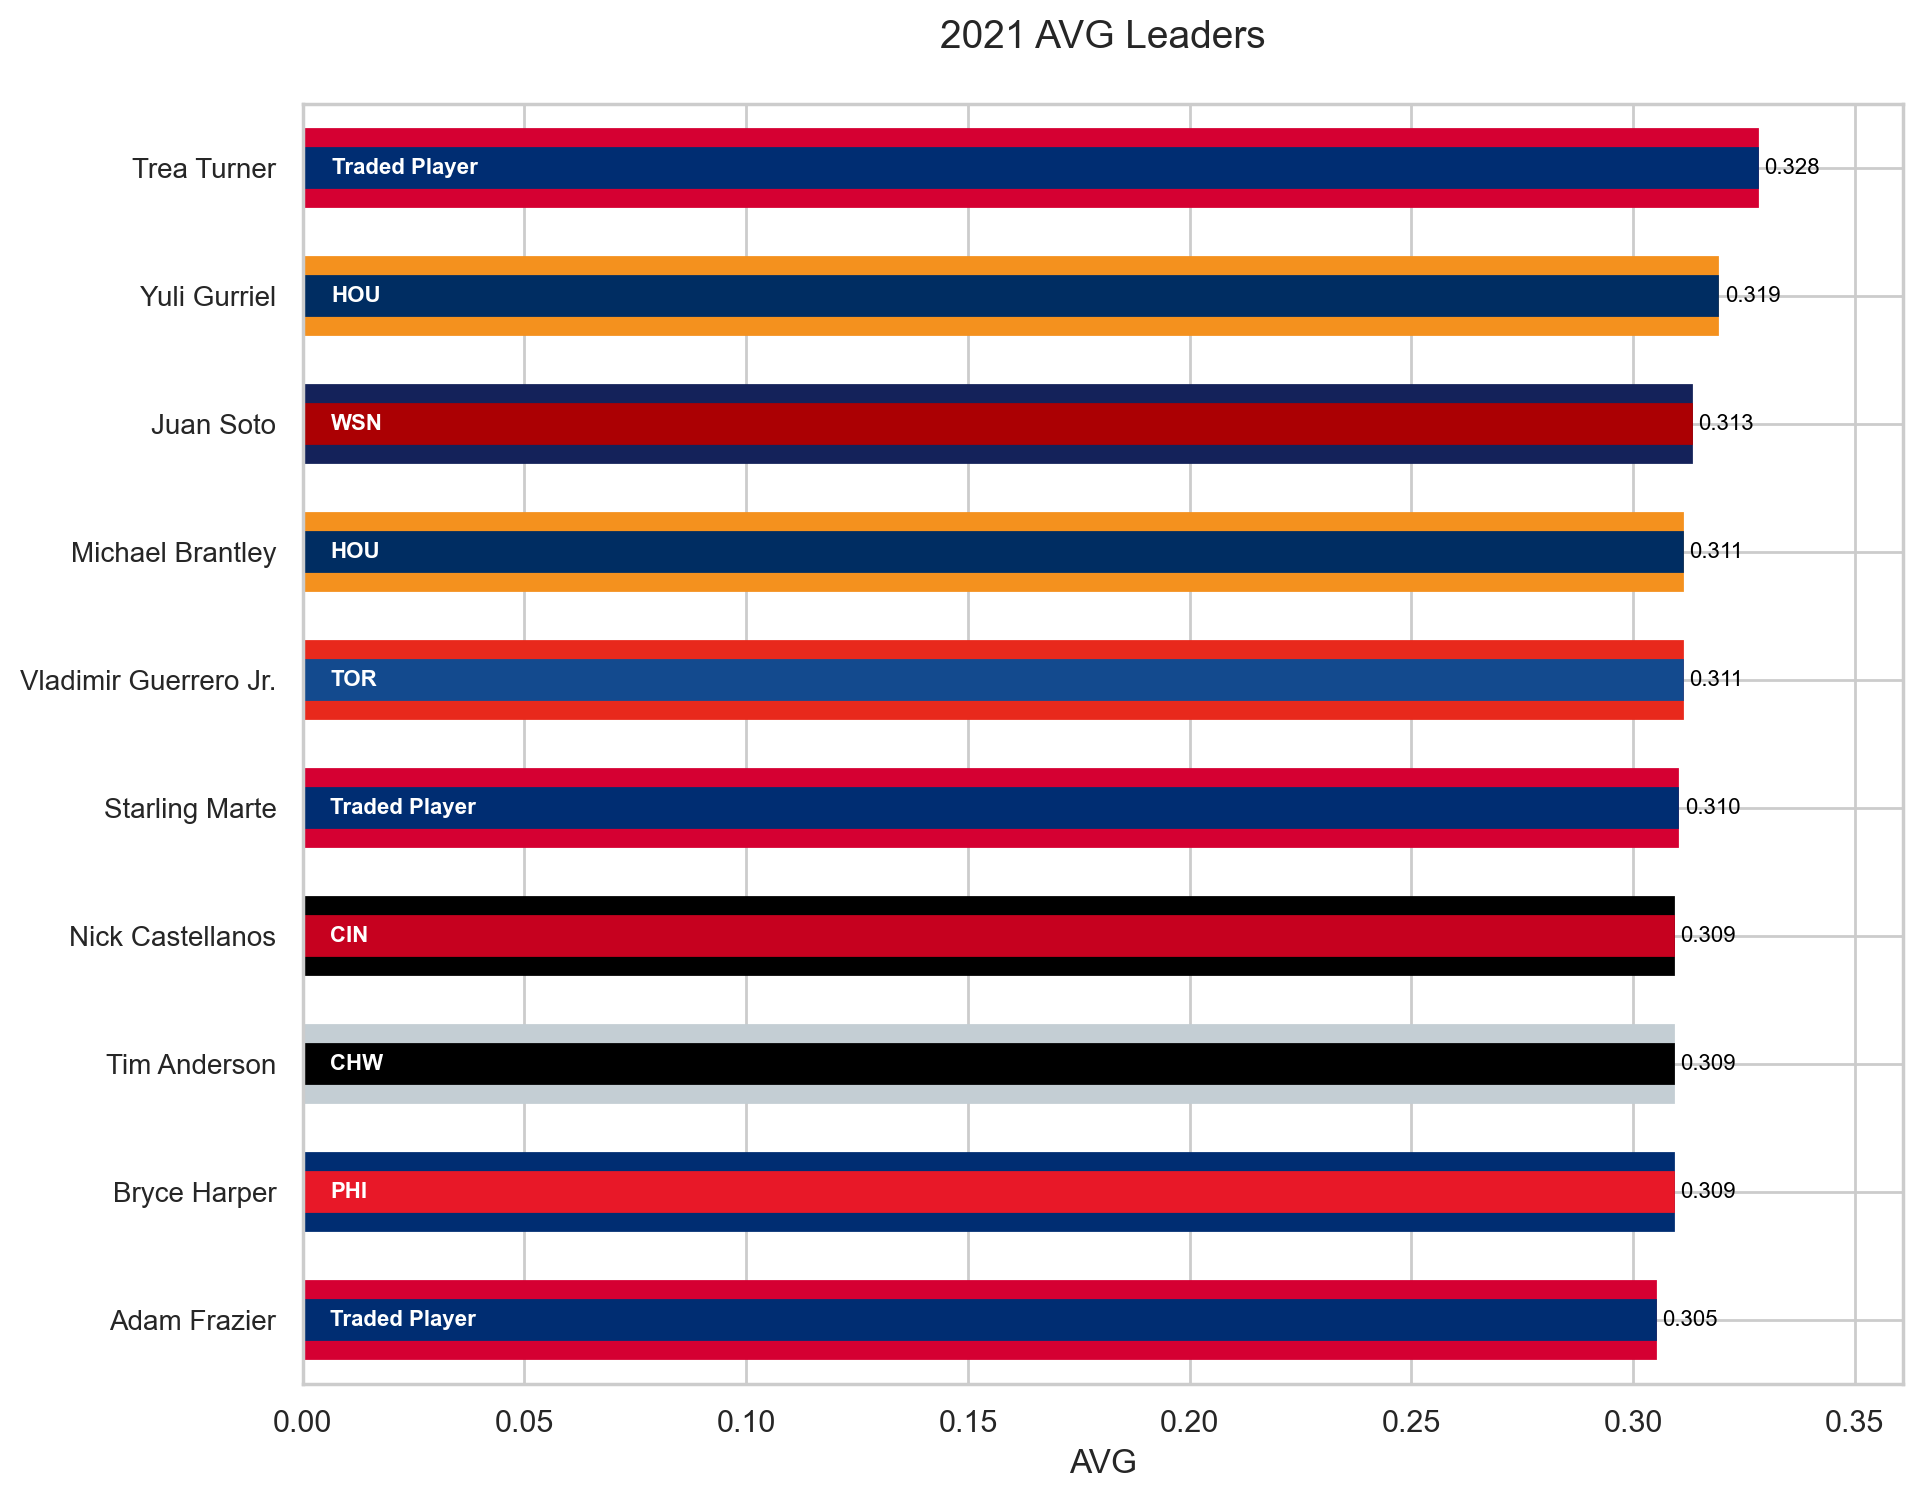 2021 AVG Leaders
Trea Turner Traded Player 0.328
Yuli Gurriel HOU 0.319
Juan Soto WSN 0.313
Michael Brantley HOU 0.311
Vladimir Guerrero Jr. TOR 0.311
Starling Marte Traded Player 0.310
Nick Castellanos CIN 0.309
Tim Anderson CHW 0.309
Bryce Harper PHI 0.309
Adam Frazier Traded Player 0.305
0.00 0.05 0.10 0.15 0.20 0.25 0.30 0.35
AVG